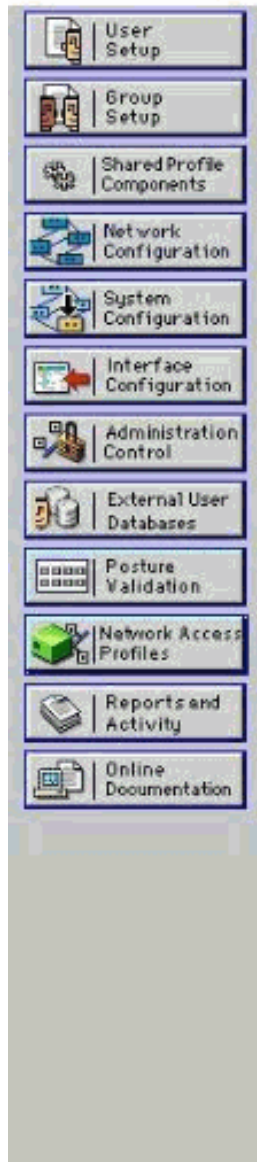 User
Setup
Group
Setup
Shared Profile
Components
Network
Configuration
System
Configuration
Interface
Configuration
Administration
Control
External User
Databases
Posture
Validation
Network Access
Profiles
Reports and
Activity
Online
Documentation